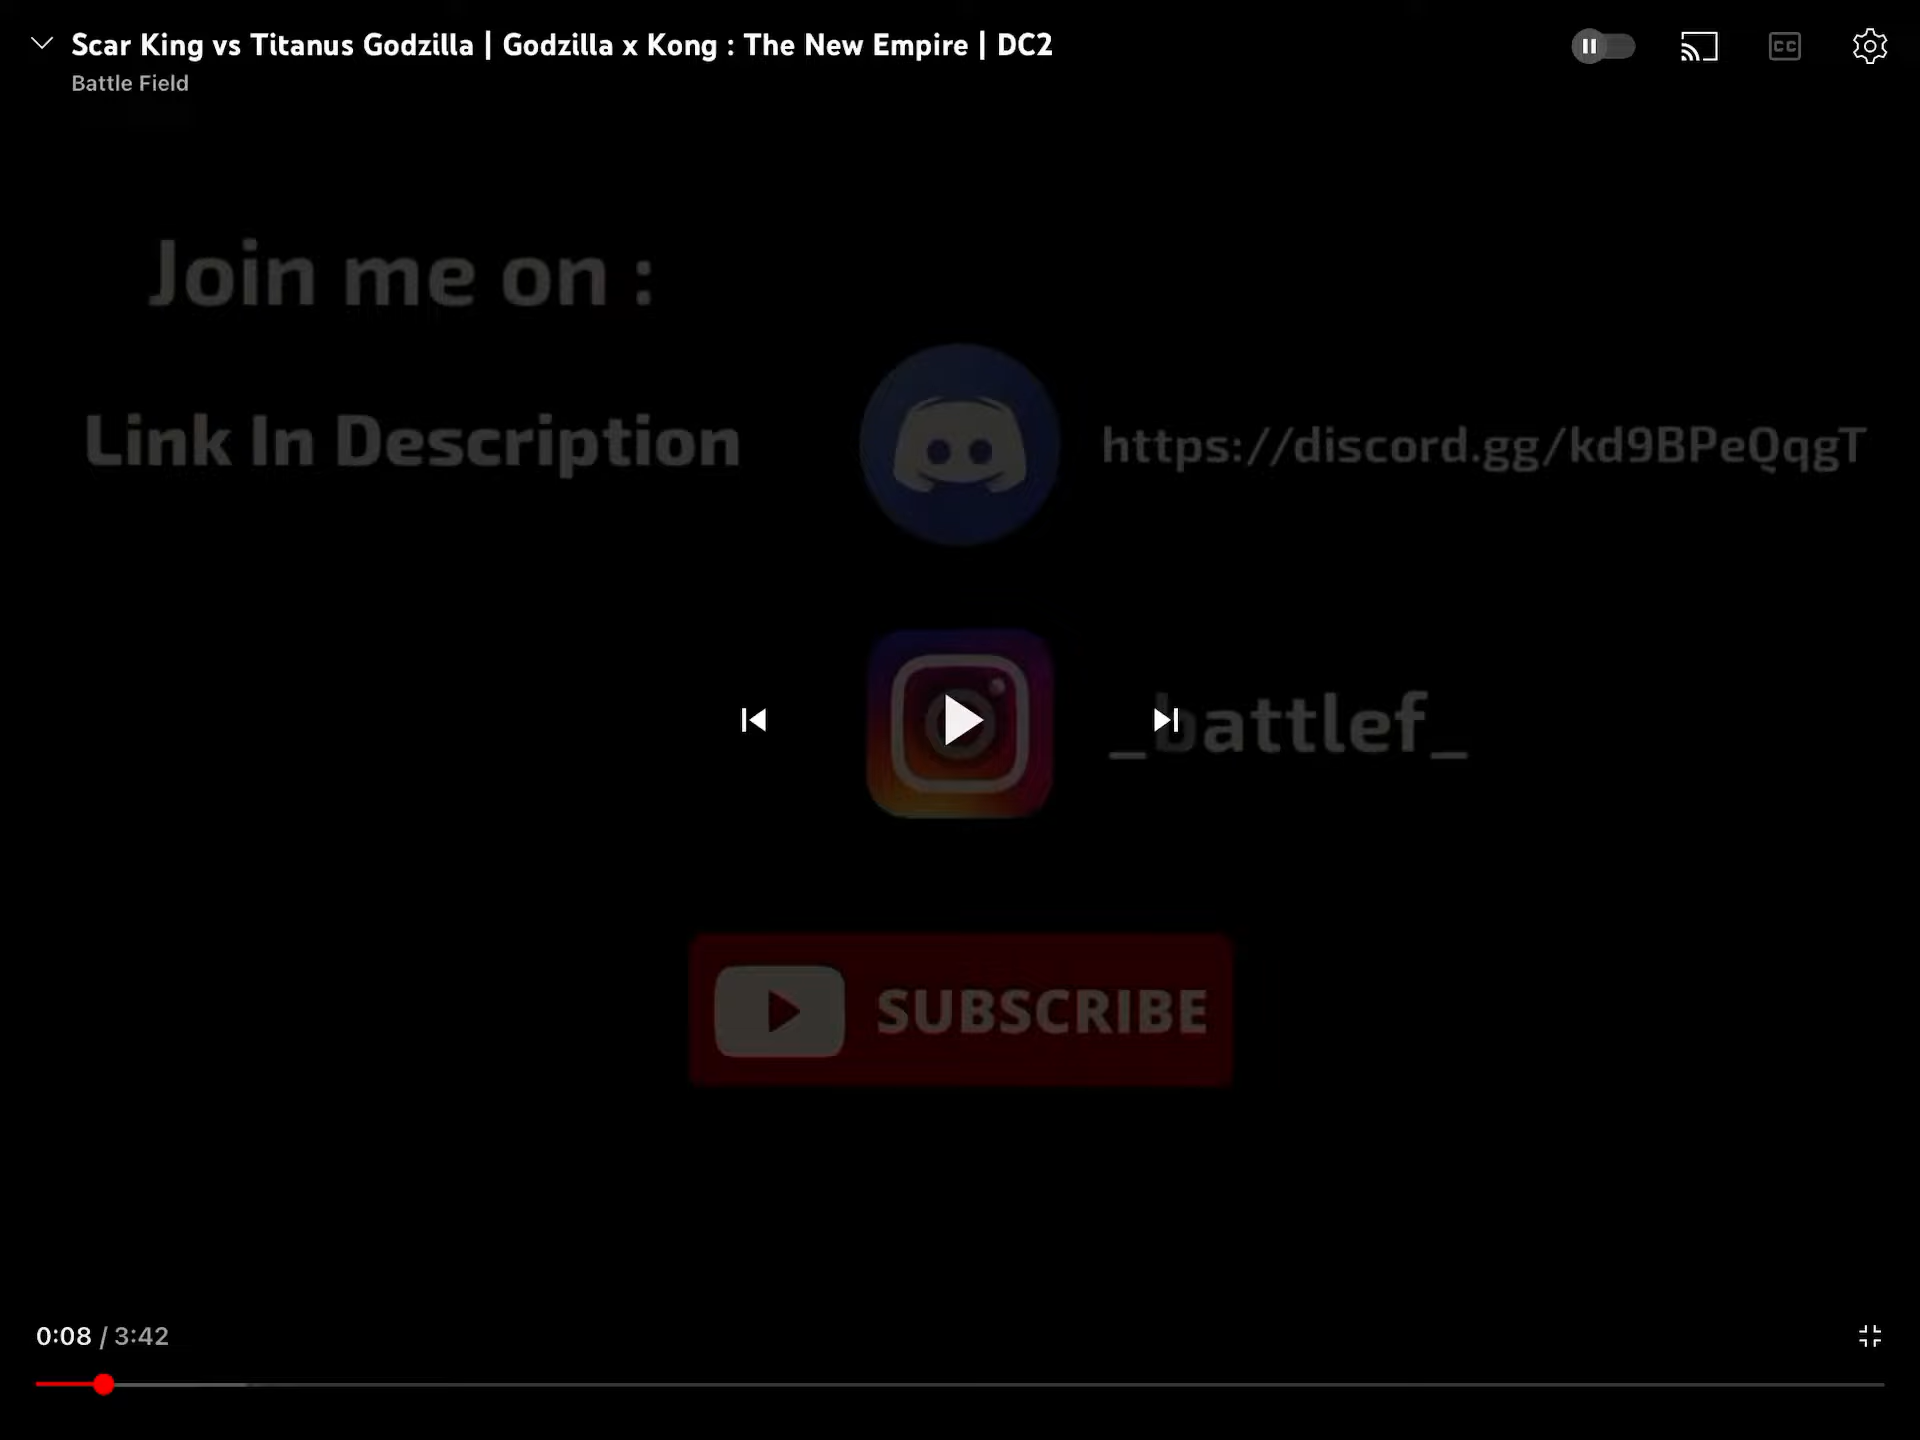 Scar King vs Titanus Godzilla | Godzilla x Kong : The New Empire | DC2
Battle Field
CC
Join me on :
Link In Description
https://discord.gg/kd9BPeQqgT
_battlef_
SUBSCRIBE
0:08 / 3:42